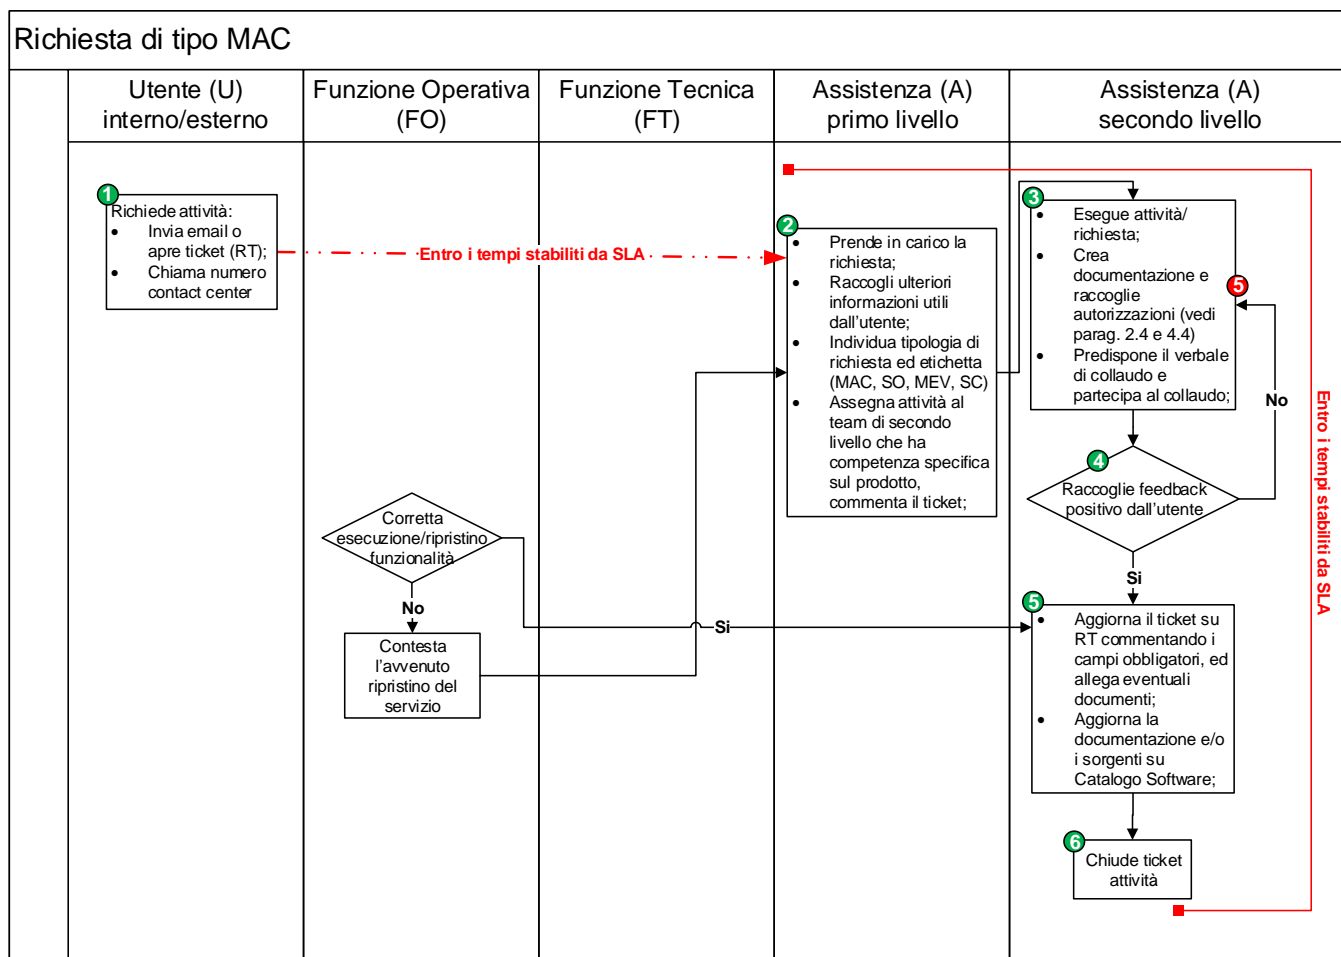 Richiesta di tipo MAC
Utente (U)
interno/esterno
Funzione Operativa
(FO)
Funzione Tecnica
(FT)
Assistenza (A)
primo livello
Assistenza (A)
secondo livello
1
Richiede attività:
• Invia email o
apre ticket (RT);
• Chiama numero
contact center
Entro i tempi stabiliti da SLA
2
• Prende in carico la
richiesta;
• Raccogli ulteriori
informazioni utili
dall'utente;
• Individua tipologia di
richiesta ed etichetta
(MAC, SO, MEV, SC)
• Assegna attività al
team di secondo
livello che ha
competenza specifica
sul prodotto,
commenta il ticket;
3
• Esegue attività/
richiesta;
• Crea
documentazione e
raccoglie
autorizzazioni (vedi
parag. 2.4 e 4.4)
• Predispone il verbale
di collaudo e
partecipa al collaudo;
5
No
4
Raccoglie feedback
positivo dall'utente
Si
Entro i tempi stabiliti da SLA
Corretta
esecuzione/ripristino
funzionalità
No
Si
Contesta
l'avvenuto
ripristino del
servizio
5
• Aggiorna il ticket su
RT commentando i
campi obbligatori, ed
allega eventuali
documenti;
• Aggiorna la
documentazione e/o
i sorgenti su
Catalogo Software;
6
Chiude ticket
attività